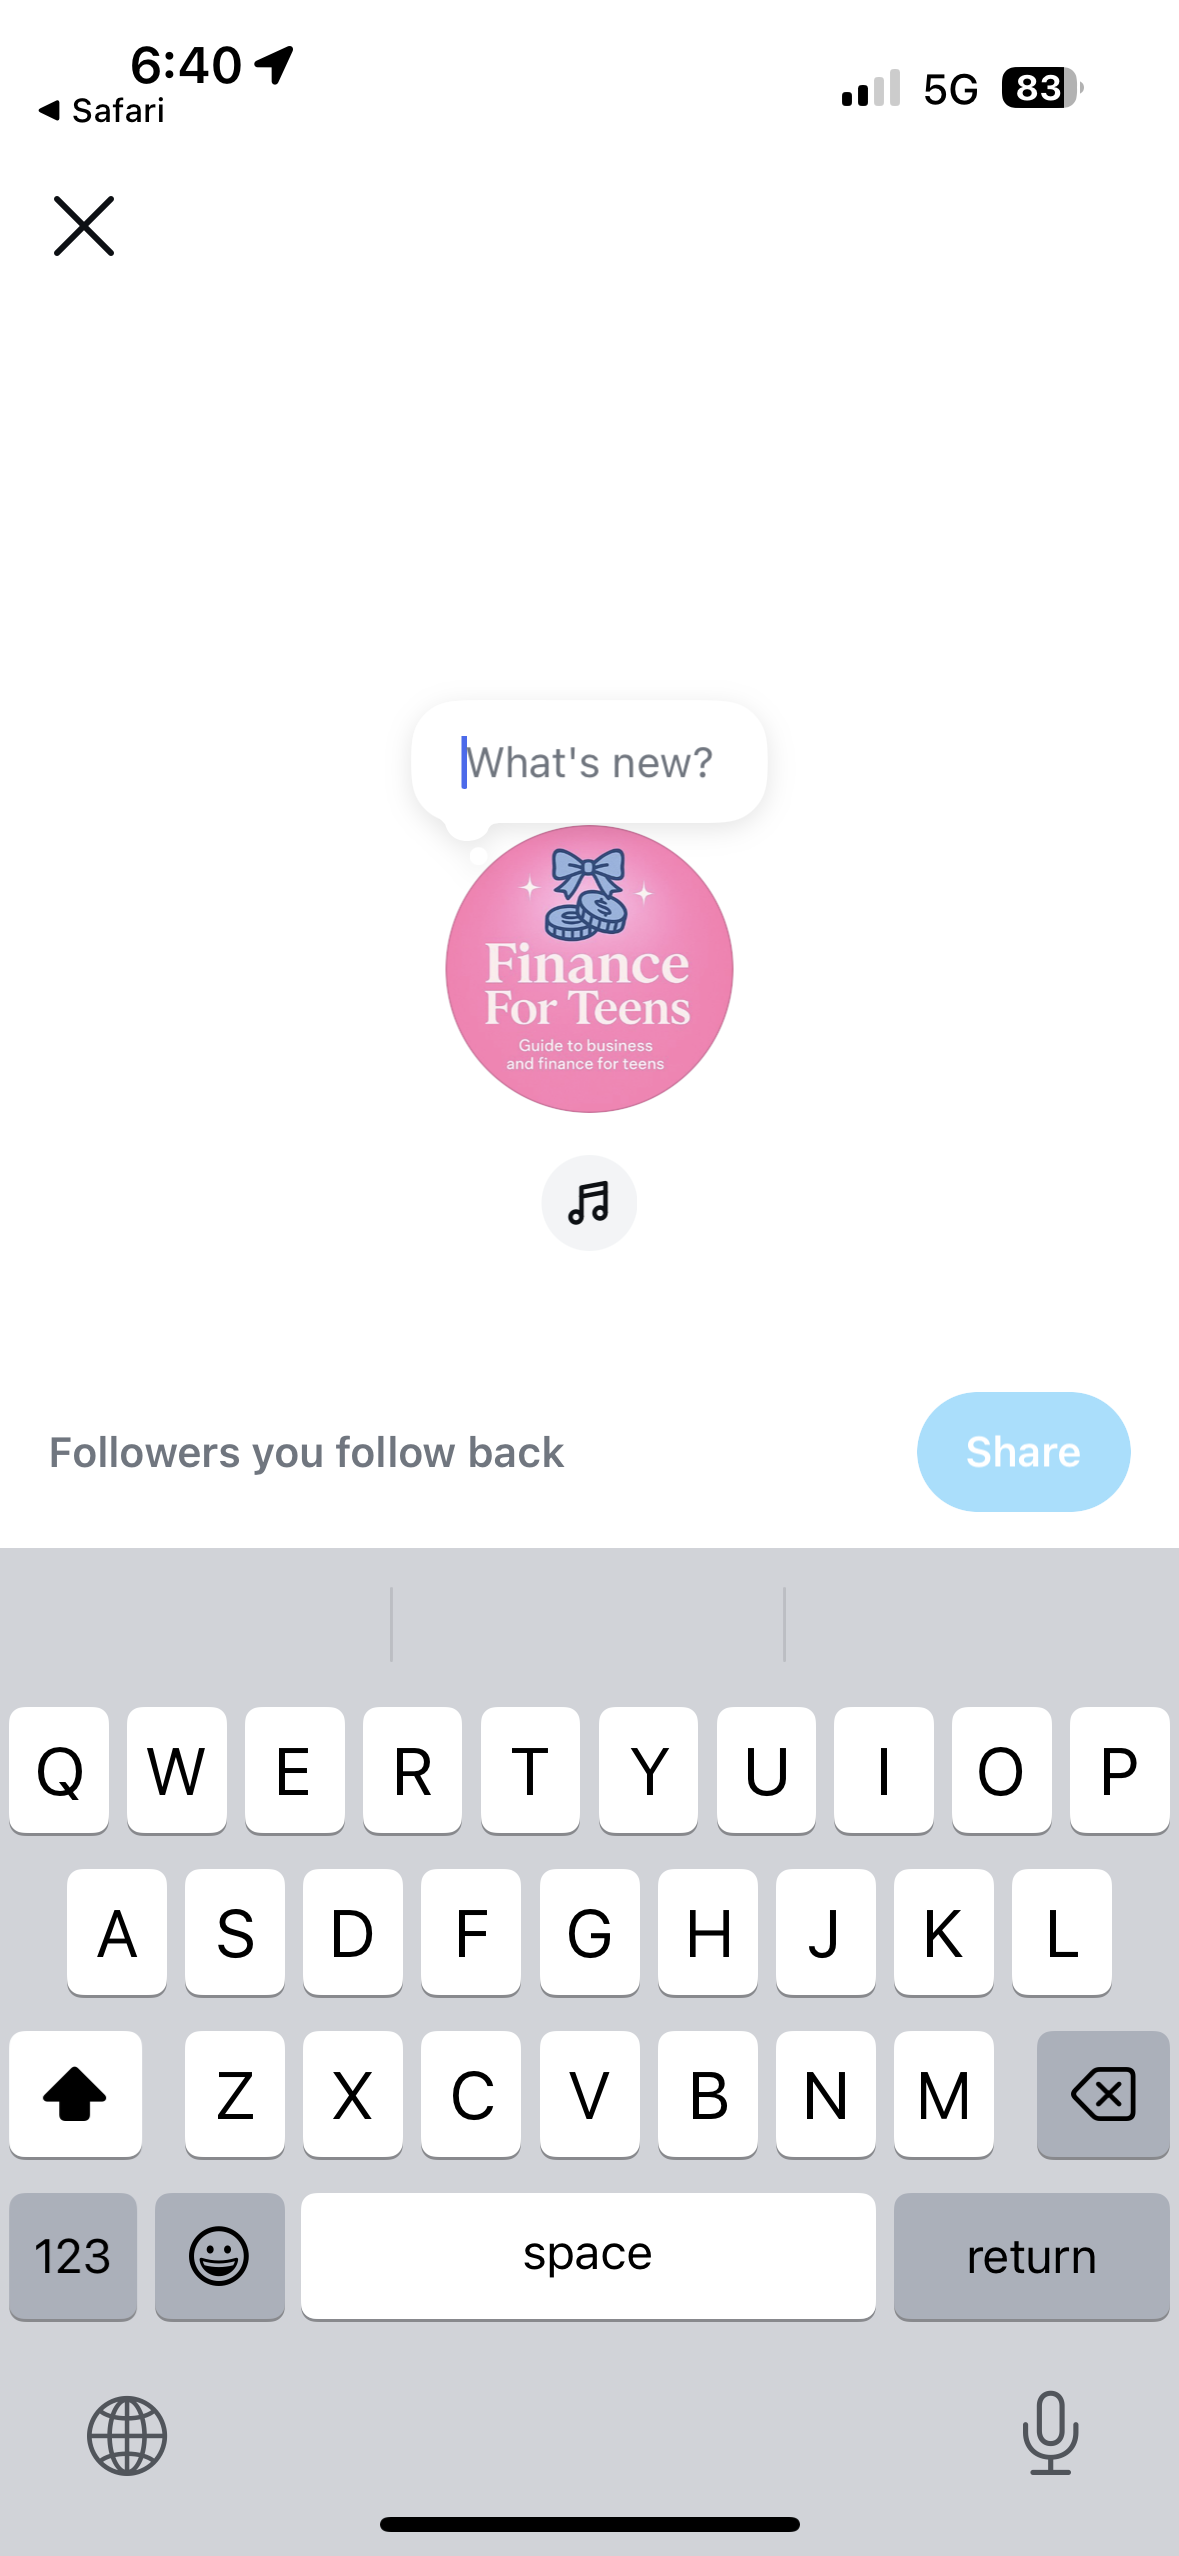 6:40
Safari
5G
83
What's new?
Finance
For Teens
Guide to business
and finance for teens
Followers you follow back
Share
Q W E R T Y U I O P
A S D F G H J K L
Z X C V B N M
123
space
return